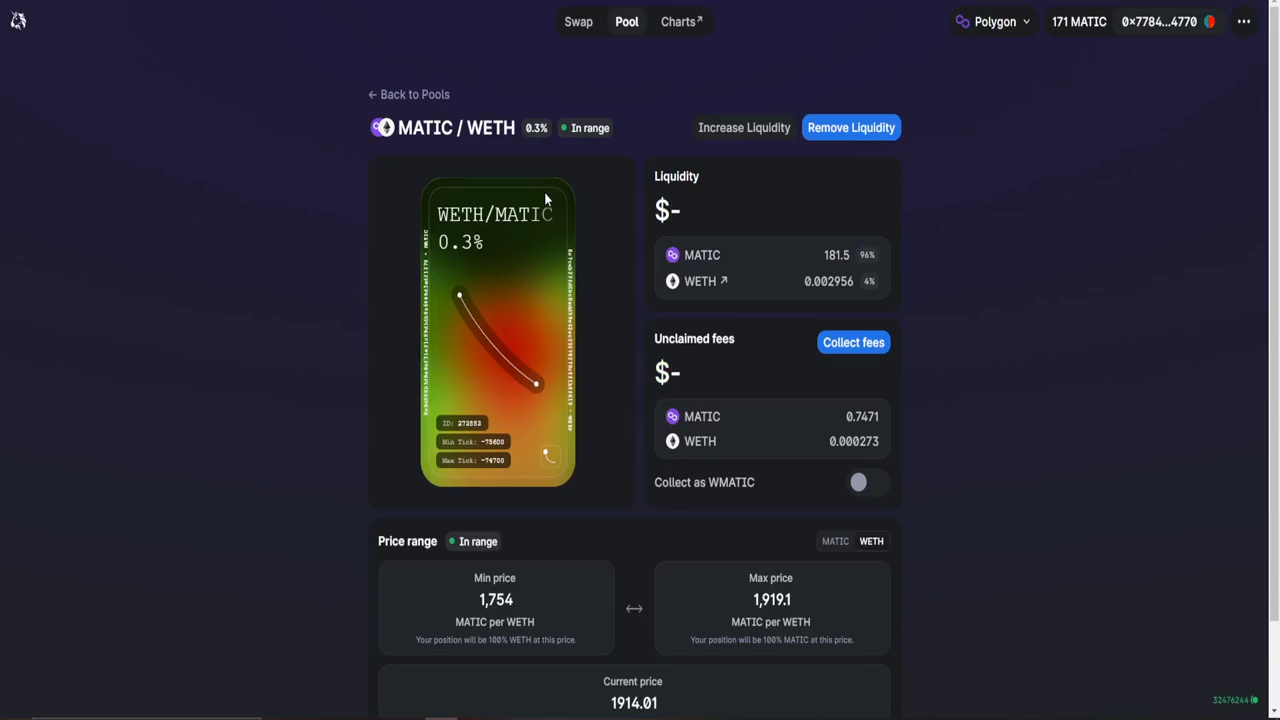 Swap Pool Charts↗ Polygon 171 MATIC 0×7784...4770 ...
← Back to Pools
MATIC / WETH 0.3% In range Increase Liquidity Remove Liquidity
WETH/MATIC
0.3%
ID: 273883
Min Tick: -75600
Max Tick: -74700
Liquidity
$-
MATIC 181.5 96%
WETH ↗ 0.002956 4%
Unclaimed fees Collect fees
$-
MATIC 0.7471
WETH 0.000273
Collect as WMATIC
Price range In range MATIC WETH
Min price
1,754
MATIC per WETH
Your position will be 100% WETH at this price.
Max price
1,919.1
MATIC per WETH
Your position will be 100% MATIC at this price.
Current price
1914.01
32476244